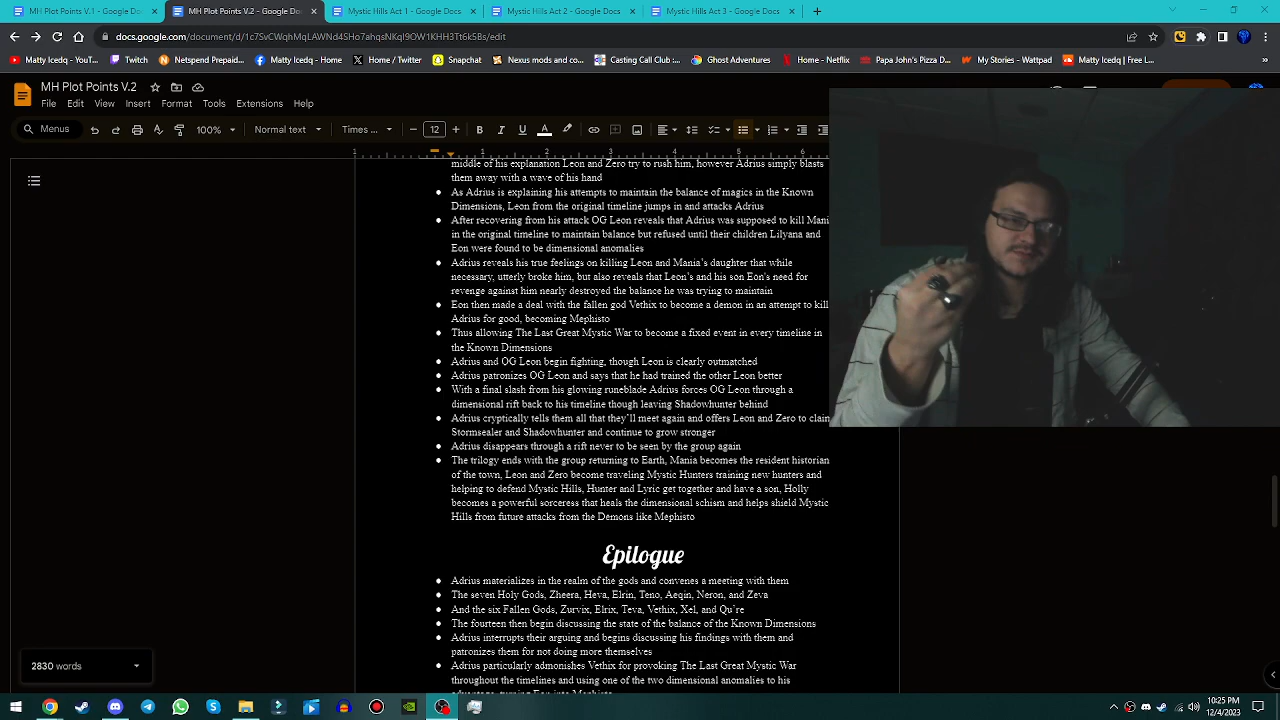 MH Plot Points V.1 - Google Docs
MH Plot Points V.2 - Google Doc
Mystic Hills Act 1 - Google Docs
Mystic Hills Act 2 - Google Docs
Mystic Hills Act 3 - Google Docs
docs.google.com/document/d/1c7SvCWqhMqLAWNd4SHo7ahqsNKqI9OW1KHH3Tt6k5Bs/edit
Matty Icedq - YouT...
Twitch
Netspend Prepaid...
Matty Icedq | Home
Home / Twitter
Snapchat
Nexus mods and co...
Casting Call Club ...
Ghost Adventures
Home - Netflix
Papa John's Pizza D...
My Stories - Wattpad
Matty Icedq | Free L...
MH Plot Points V.2
File Edit View Insert Format Tools Extensions Help
Menus
100%
Normal text
Times ...
12
1 1 2 3 4 5 6
middle of his explanation Leon and Zero try to rush him, however Adrius simply blasts
them away with a wave of his hand
As Adrius is explaining his attempts to maintain the balance of magics in the Known
Dimensions, Leon from the original timeline jumps in and attacks Adrius
After recovering from his attack OG Leon reveals that Adrius was supposed to kill Mani
in the original timeline to maintain balance but refused until their children Lilyana and
Eon were found to be dimensional anomalies
Adrius reveals his true feelings on killing Leon and Mania's daughter that while
necessary, utterly broke him, but also reveals that Leon's and his son Eon's need for
revenge against him nearly destroyed the balance he was trying to maintain
Eon then made a deal with the fallen god Vethix to become a demon in an attempt to kill
Adrius for good, becoming Mephisto
Thus allowing The Last Great Mystic War to become a fixed event in every timeline in
the Known Dimensions
Adrius and OG Leon begin fighting, though Leon is clearly outmatched
Adrius patronizes OG Leon and says that he had trained the other Leon better
With a final slash from his glowing runeblade Adrius forces OG Leon through a
dimensional rift back to his timeline though leaving Shadowhunter behind
Adrius cryptically tells them all that they'll meet again and offers Leon and Zero to claim
Stormsealer and Shadowhunter and continue to grow stronger
Adrius disappears through a rift never to be seen by the group again
The trilogy ends with the group returning to Earth, Mania becomes the resident historian
of the town, Leon and Zero become traveling Mystic Hunters training new hunters and
helping to defend Mystic Hills, Hunter and Lyric get together and have a son, Holly
becomes a powerful sorceress that heals the dimensional schism and helps shield Mystic
Hills from future attacks from the Demons like Mephisto
Epilogue
Adrius materializes in the realm of the gods and convenes a meeting with them
The seven Holy Gods, Zheera, Heva, Elrin, Teno, Aeqin, Neron, and Zeva
And the six Fallen Gods, Zurvix, Elrix, Teva, Vethix, Xel, and Qu're
The fourteen then begin discussing the state of the balance of the Known Dimensions
Adrius interrupts their arguing and begins discussing his findings with them and
patronizes them for not doing more themselves
Adrius particularly admonishes Vethix for provoking The Last Great Mystic War
throughout the timelines and using one of the two dimensional anomalies to his
advantage, turning Eon into Mephisto
2830 words
10:25 PM
12/4/2023